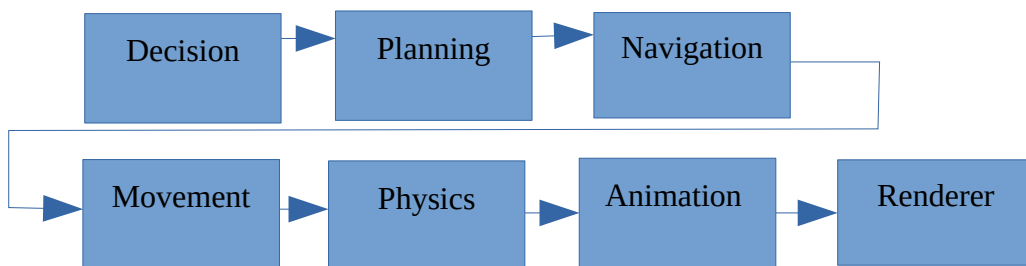 Decision
Planning
Navigation
Movement
Physics
Animation
Renderer